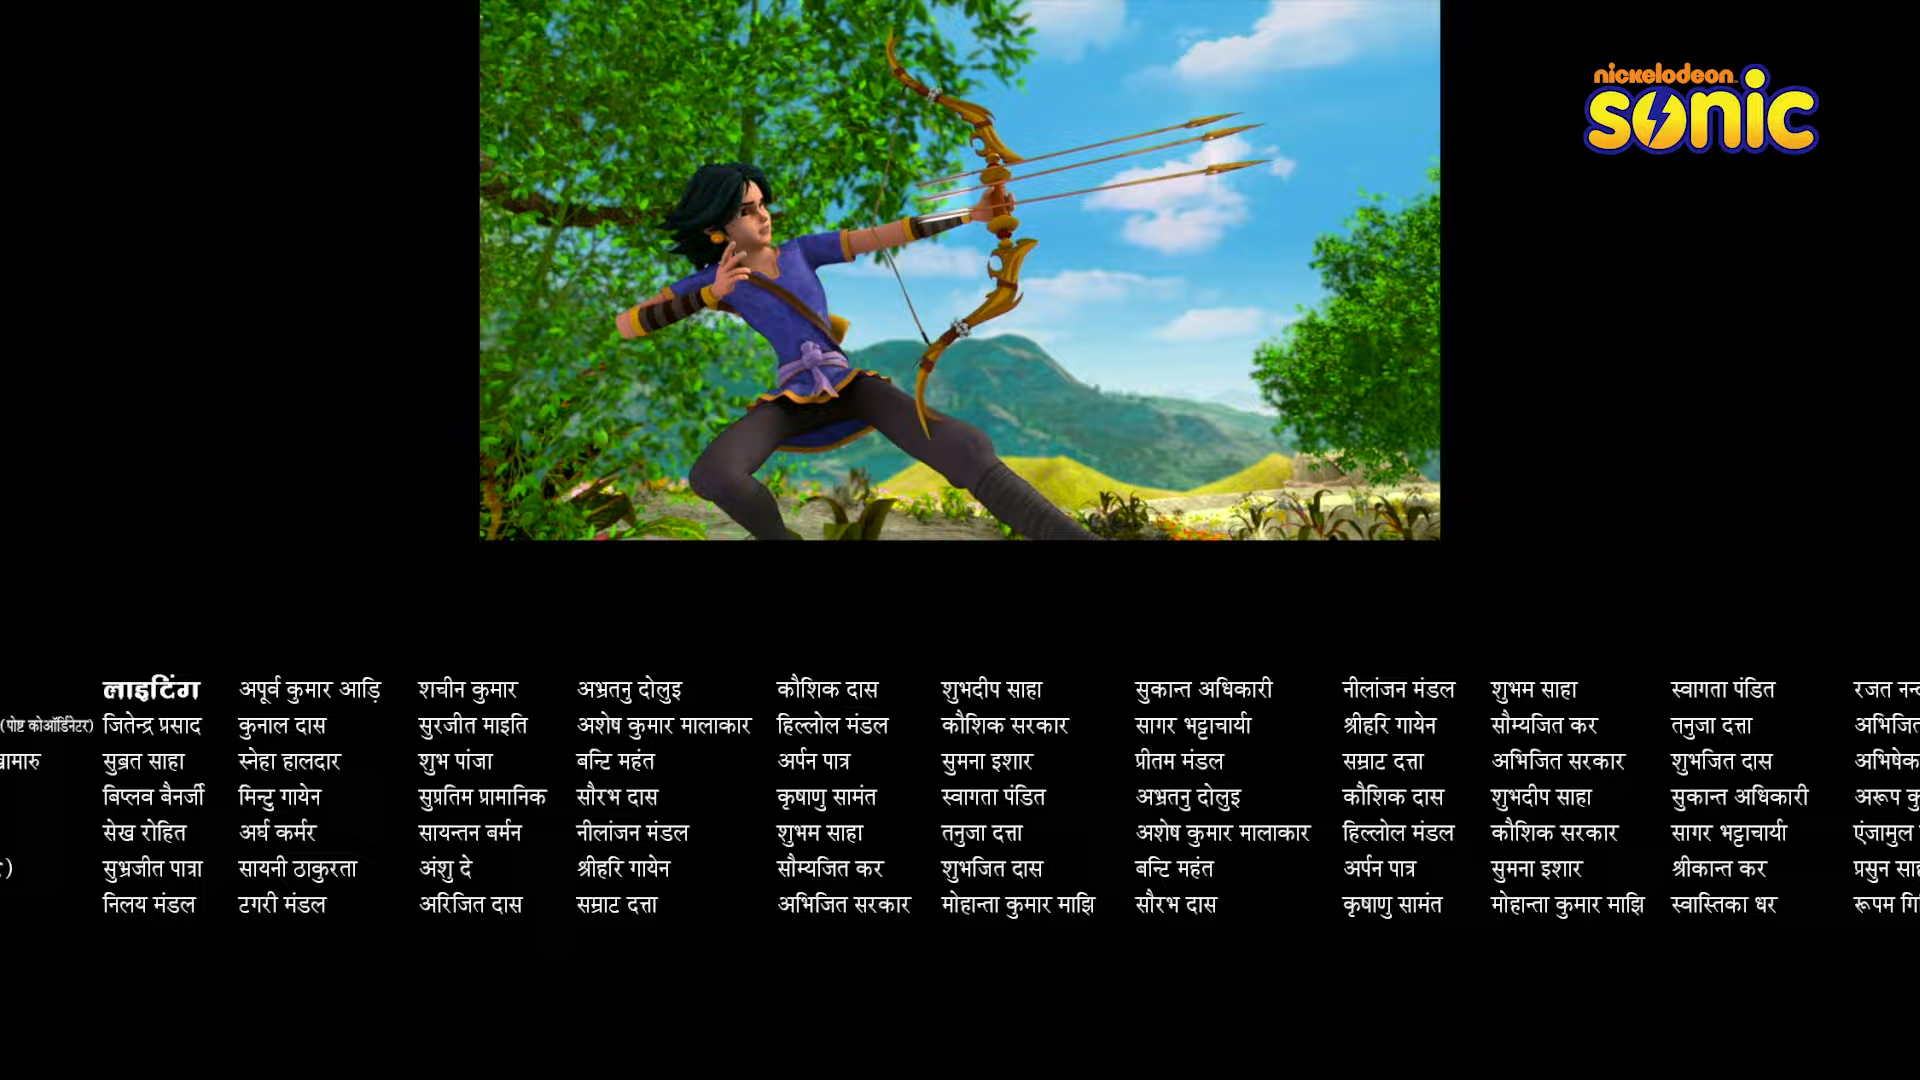 nickelodeon
sonic
लाइटिंग अपूर्व कुमार आड़ि शचीन कुमार अभ्रतनु दोलुइ कौशिक दास शुभदीप साहा सुकान्त अधिकारी नीलांजन मंडल शुभम साहा स्वागता पंडित रजत
(पोष्ट कोऑर्डिनेटर) जितेन्द्र प्रसाद कुनाल दास सुरजीत माइति अशेष कुमार मालाकार हिल्लोल मंडल कौशिक सरकार सागर भट्टाचार्या श्रीहरि गायेन सौम्यजित कर तनुजा दत्ता
सुब्रत साहा स्नेहा हालदार शुभ पांजा बन्टि महंत अर्पन पात्र सुमना इशार प्रीतम मंडल सम्राट दत्ता अभिजित सरकार शुभजित दास
बिप्लव बैनर्जी मिन्टु गायेन सुप्रतिम प्रामानिक सौरभ दास कृषाणु सामंत स्वागता पंडित अभ्रतनु दोलुइ कौशिक दास शुभदीप साहा सुकान्त अधिकारी अरूप
सेख रोहित अर्घ कर्मर सायन्तन बर्मन नीलांजन मंडल शुभम साहा तनुजा दत्ता अशेष कुमार मालाकार हिल्लोल मंडल कौशिक सरकार सागर भट्टाचार्या एंजामुल
सुभ्रजीत पात्रा सायनी ठाकुरता अंशु दे श्रीहरि गायेन सौम्यजित कर शुभजित दास बन्टि महंत अर्पन पात्र सुमना इशार श्रीकान्त कर प्रसुन
निलय मंडल टगरी मंडल अरिजित दास सम्राट दत्ता अभिजित सरकार मोहान्ता कुमार माझि सौरभ दास कृषाणु सामंत मोहान्ता कुमार माझि स्वास्तिका धर रूपम